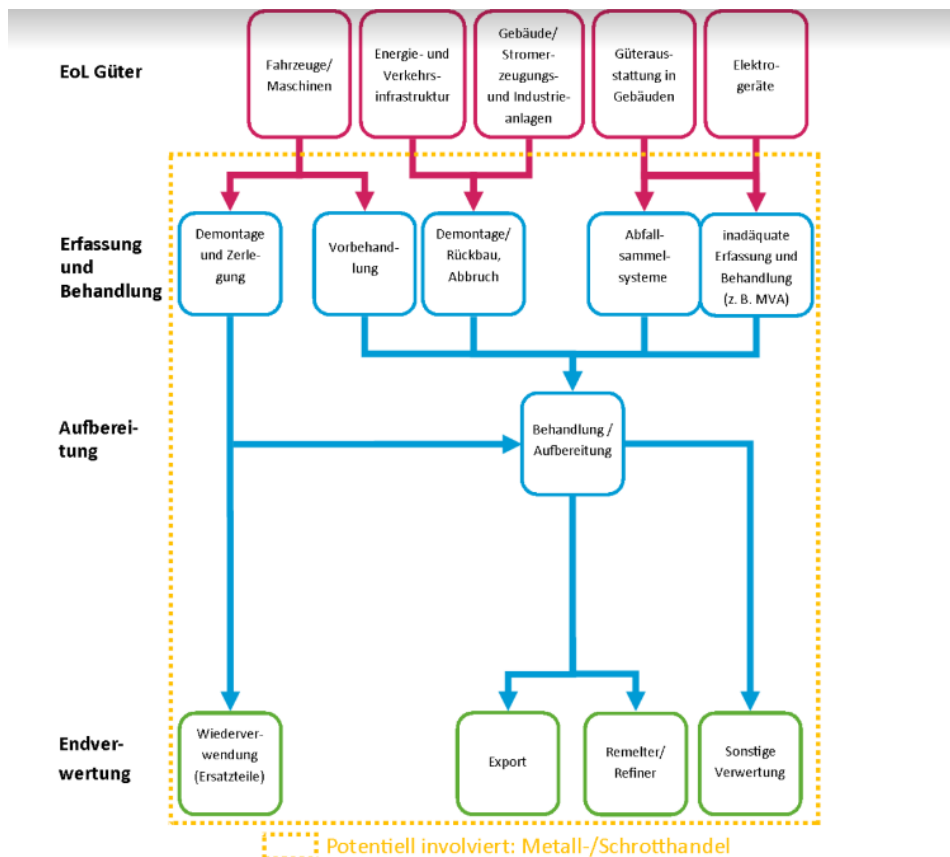 EoL Güter
Fahrzeuge/
Maschinen
Energie- und
Verkehrs-
infrastruktur
Gebäude/
Stromer-
zeugungs-
und Industrie-
anlagen
Güteraus-
stattung in
Gebäuden
Elektro-
geräte
Erfassung
und
Behandlung
Demontage
und Zerle-
gung
Vorbehand-
lung
Demontage/
Rückbau,
Abbruch
Abfall-
sammel-
systeme
inadäquate
Erfassung und
Behandlung
(z. B. MVA)
Aufberei-
tung
Behandlung /
Aufbereitung
Endver-
wertung
Wiederver-
wendung
(Ersatzteile)
Export
Remelter/
Refiner
Sonstige
Verwertung
Potentiell involviert: Metall-/Schrotthandel